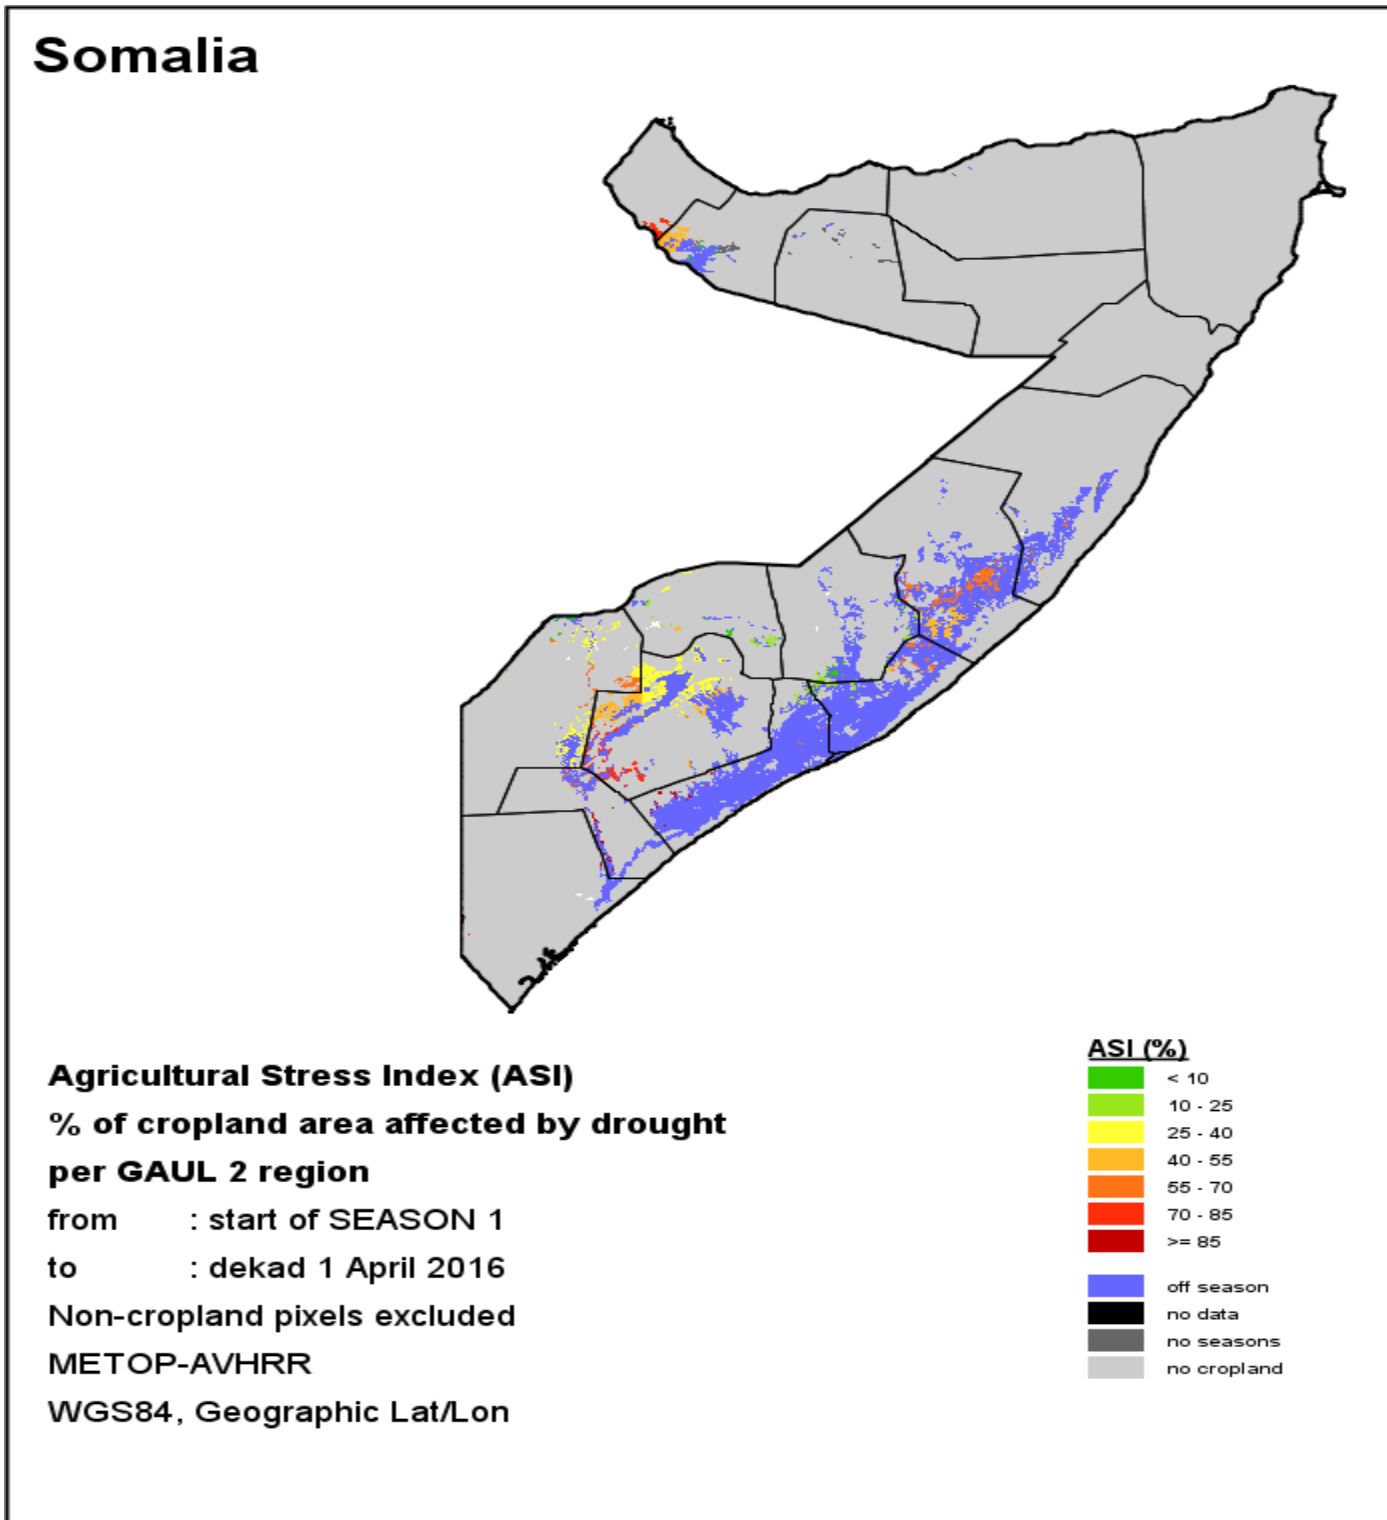 Somalia
Agricultural Stress Index (ASI)
% of cropland area affected by drought
per GAUL 2 region
from : start of SEASON 1
to : dekad 1 April 2016
Non-cropland pixels excluded
METOP-AVHRR
WGS84, Geographic Lat/Lon
ASI (%)
< 10
10 - 25
25 - 40
40 - 55
55 - 70
70 - 85
>= 85
off season
no data
no seasons
no cropland